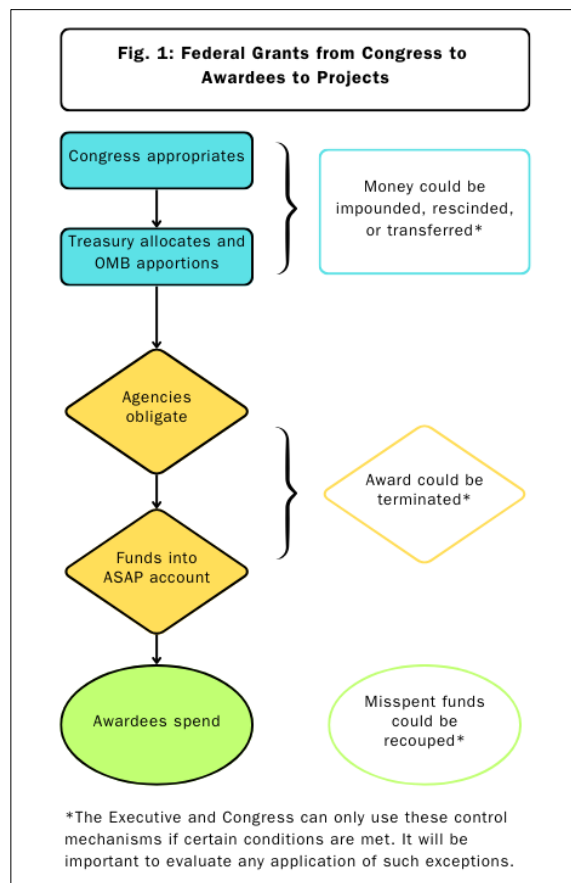 Fig. 1: Federal Grants from Congress to
Awardees to Projects
Congress appropriates
Money could be
impounded, rescinded,
or transferred*
Treasury allocates and
OMB apportions
Agencies
obligate
Award could be
terminated*
Funds into
ASAP account
Awardees spend
Misspent funds
could be
recouped*
*The Executive and Congress can only use these control
mechanisms if certain conditions are met. It will be
important to evaluate any application of such exceptions.